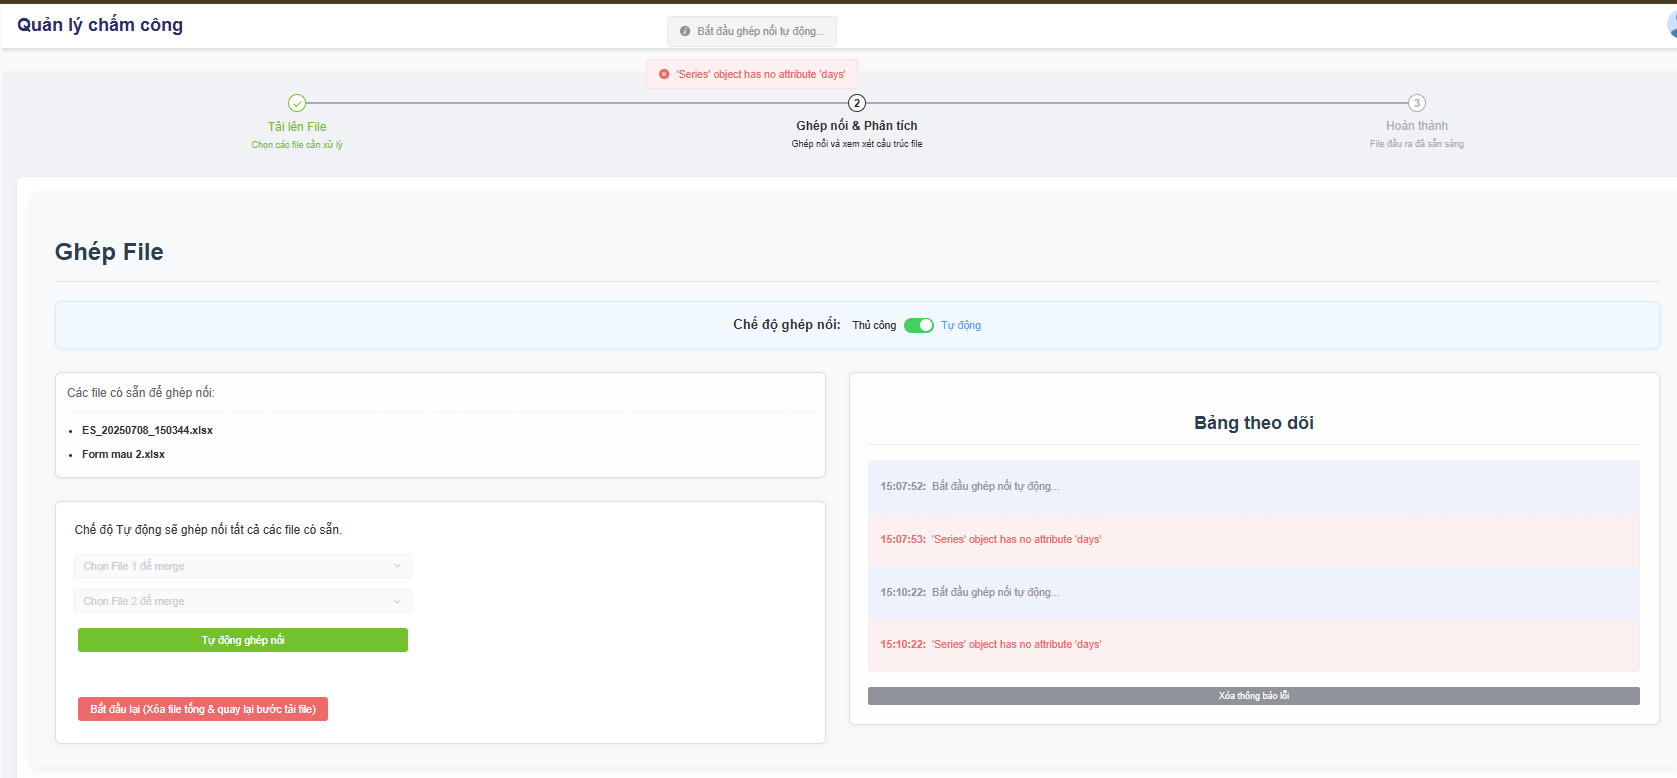 Quản lý chấm công
Bắt đầu ghép nối tự động...
'Series' object has no attribute 'days'
2
3
Tải lên File
Ghép nối & Phân tích
Hoàn thành
Chọn các file cần xử lý
Ghép nối và xem xét cấu trúc file
File đầu ra đã sẵn sàng
Ghép File
Chế độ ghép nối: Thủ công Tự động
Các file có sẵn để ghép nối:
ES_20250708_150344.xlsx
Form mau 2.xlsx
Chế độ Tự động sẽ ghép nối tất cả các file có sẵn.
Chọn File 1 để merge
Chọn File 2 để merge
Tự động ghép nối
Bắt đầu lại (Xóa file tổng & quay lại bước tải file)
Bảng theo dõi
15:07:52: Bắt đầu ghép nối tự động...
15:07:53: 'Series' object has no attribute 'days'
15:10:22: Bắt đầu ghép nối tự động...
15:10:22: 'Series' object has no attribute 'days'
Xóa thông báo lỗi